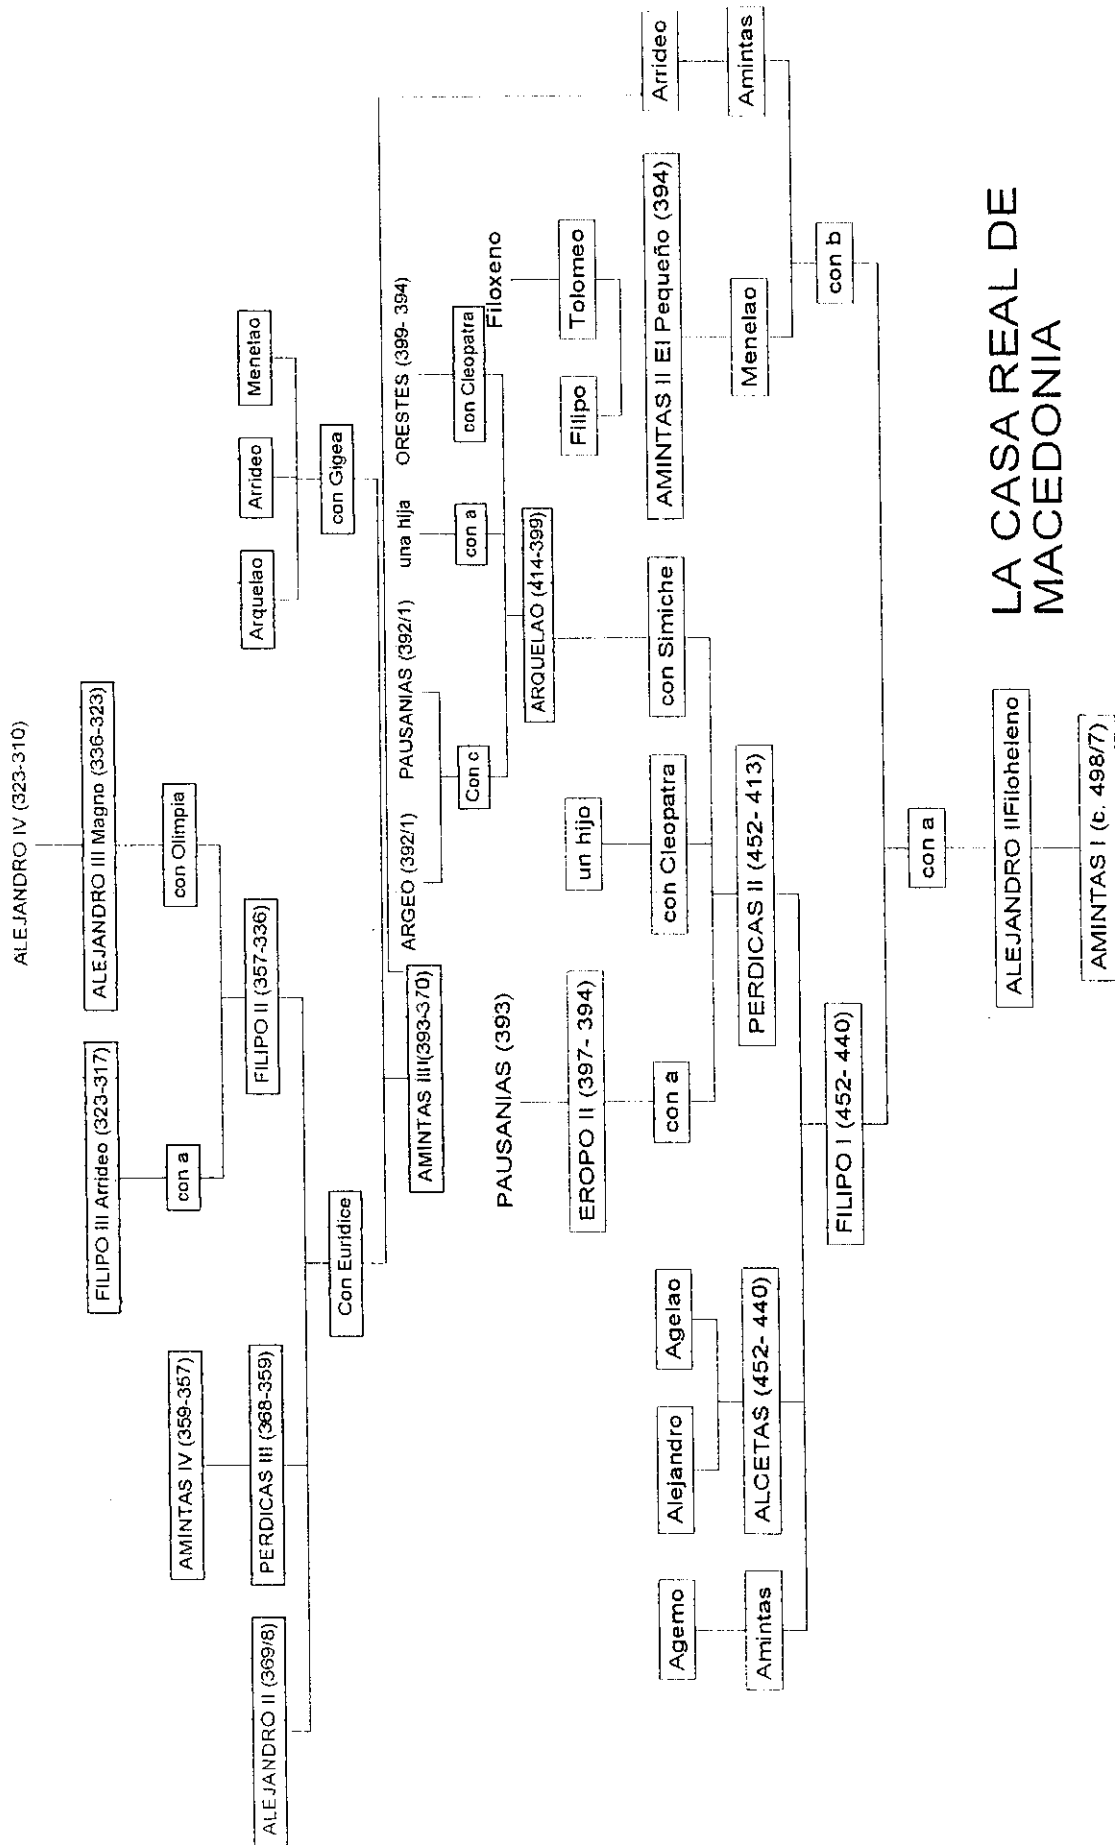 ALEJANDRO IV (323-310)
FILIPO III Arrideo (323-317)
ALEJANDRO III Magno (336-323)
AMINTAS IV (359-357)
con a
con Olimpia
ALEJANDRO II (369/8)
PERDICAS III (368-359)
FILIPO II (357-336)
Arquelao
Arrideo
Menelao
Con Eurídice
con Gigea
ARGEO (392/1)
PAUSANIAS (392/1)
una hija
ORESTES (399- 394)
AMINTAS III(393-370)
Con c
con a
con Cleopatra
PAUSANIAS (393)
Filoxeno
ARQUELAO (414-399)
EROPO II (397- 394)
un hijo
Filipo
Tolomeo
Agemo
Alejandro
Agelao
con a
con Cleopatra
con Simiche
AMINTAS II El Pequeño (394)
Arrideo
Amintas
ALCETAS (452- 440)
PERDICAS II (452- 413)
Menelao
Amintas
FILIPO I (452- 440)
con b
con a
ALEJANDRO IIFiloheleno
LA CASA REAL DE
MACEDONIA
AMINTAS I (c. 498/7)